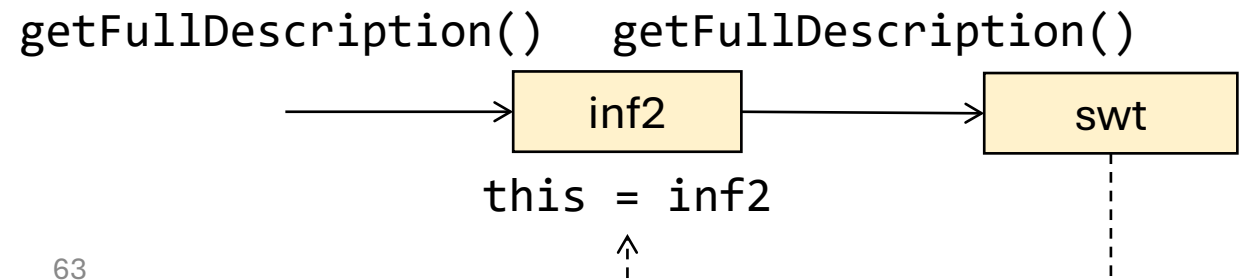 getFullDescription() getFullDescription()
inf2 swt
this = inf2
63